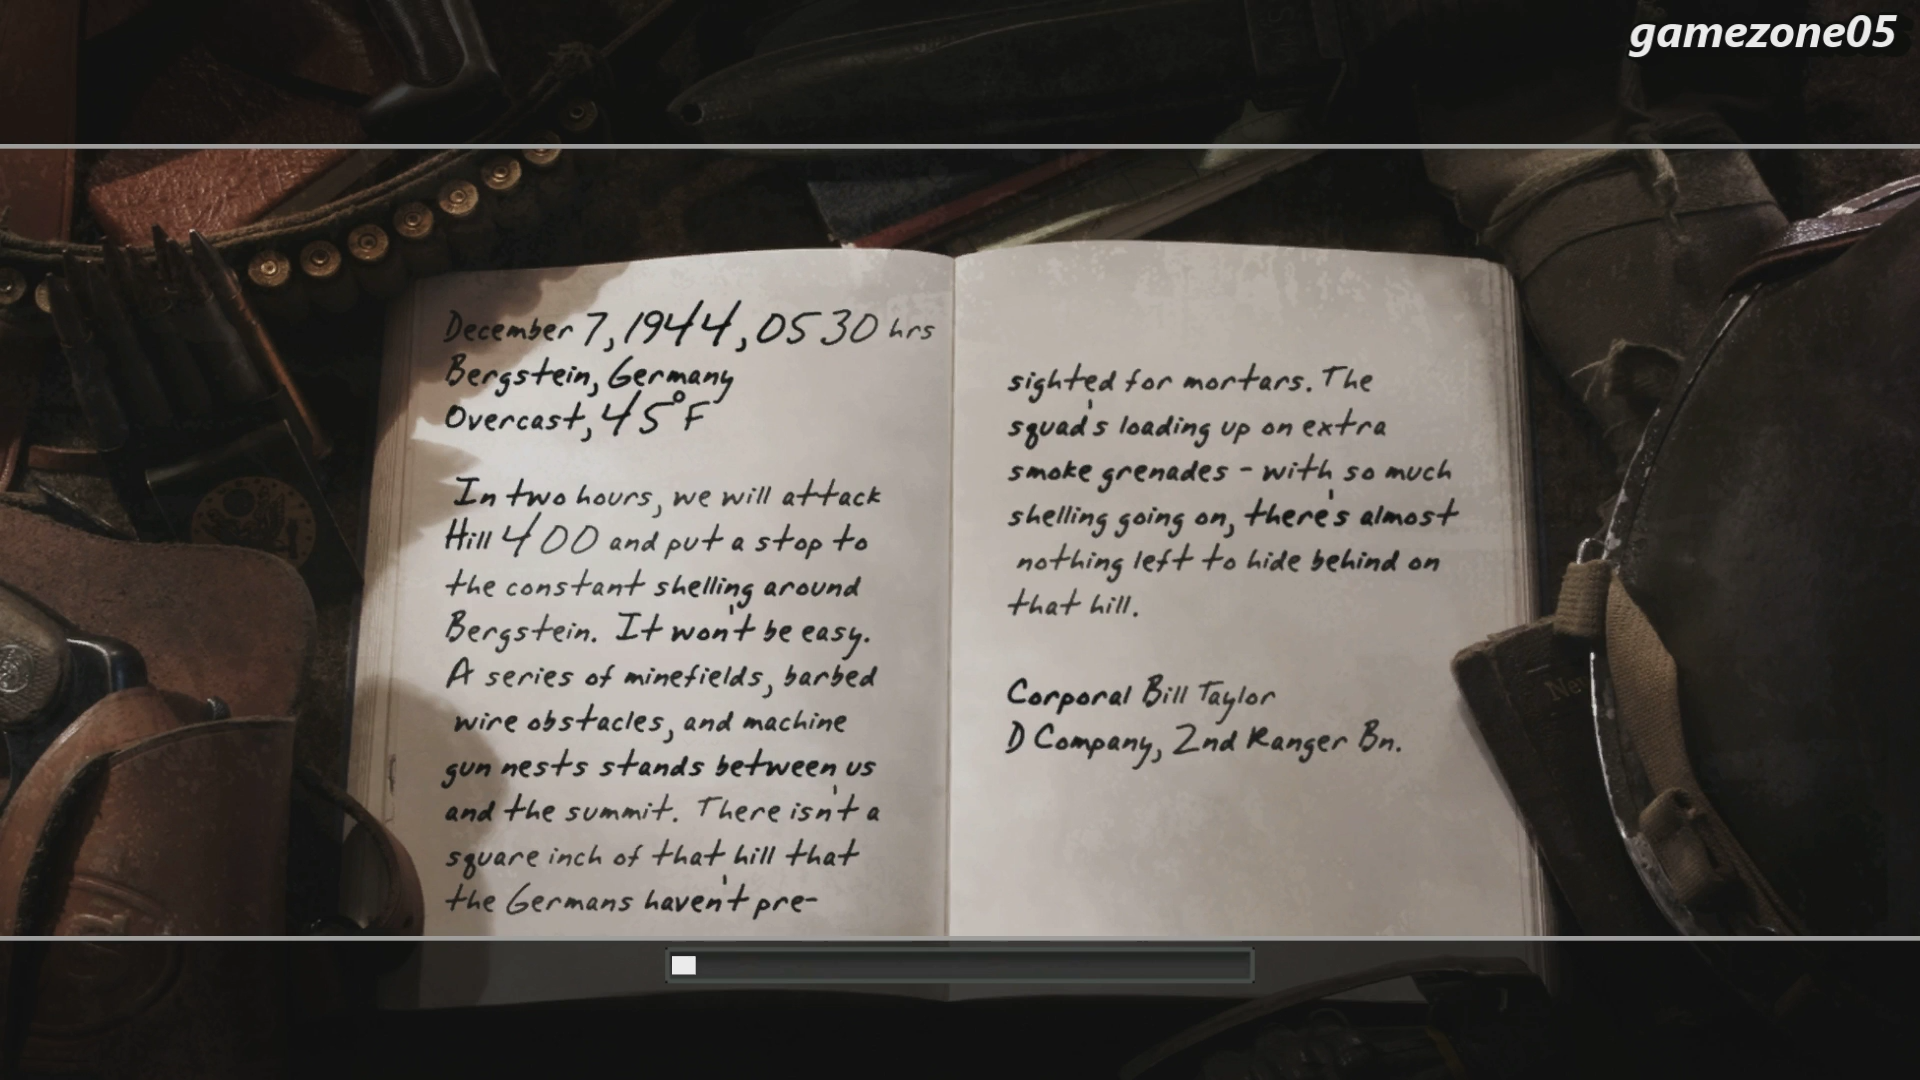 gamezone05
December 7, 1944, 0530 hrs
Bergstein, Germany
Overcast, 45°F
In two hours, we will attack
Hill 400 and put a stop to
the constant shelling around
Bergstein. It won't be easy.
A series of minefields, barbed
wire obstacles, and machine
gun nests stands between us
and the summit. There isn't a
square inch of that hill that
the Germans haven't pre-
sighted for mortars. The
squad's loading up on extra
smoke grenades - with so much
shelling going on, there's almost
nothing left to hide behind on
that hill.
Corporal Bill Taylor
D Company, 2nd Ranger Bn.